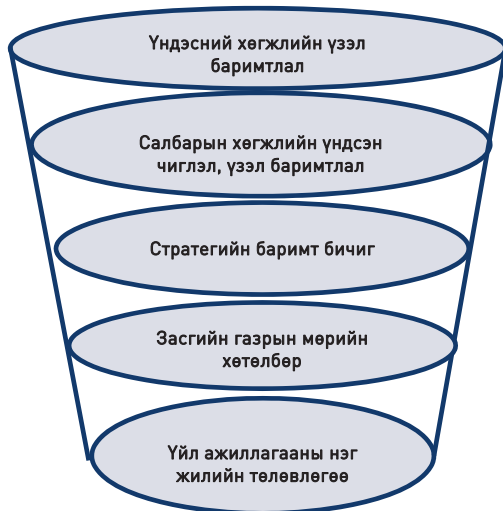 Үндэсний хөгжлийн үзэл
баримтлал
Салбарын хөгжлийн үндсэн
чиглэл, үзэл баримтлал
Стратегийн баримт бичиг
Засгийн газрын мөрийн
хөтөлбөр
Үйл ажиллагааны нэг
жилийн төлөвлөгөө